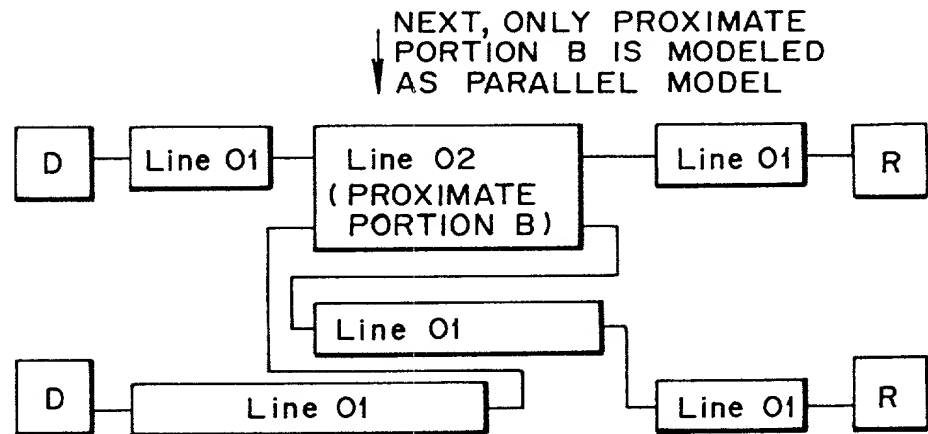 NEXT, ONLY PROXIMATE
PORTION B IS MODELED
AS PARALLEL MODEL
D
Line 01
Line 02
(PROXIMATE
PORTION B)
Line 01
R
Line 01
D
Line 01
Line 01
R